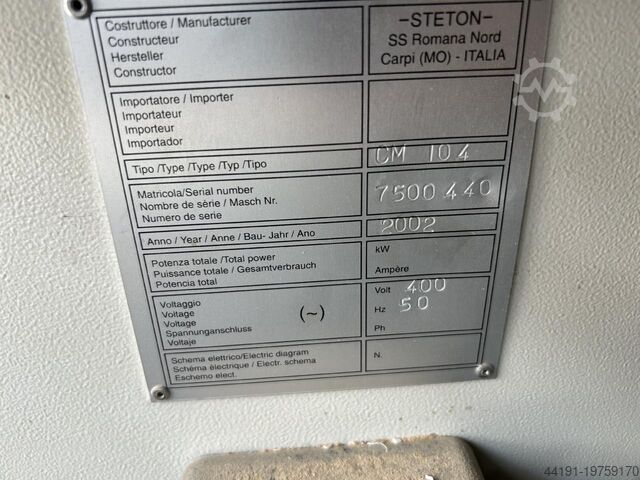 Costruttore / Manufacturer
Constructeur
Hersteller
Constructor
-STETON-
SS Romana Nord
Carpi (MO) - ITALIA
Importatore / Importer
Importateur
Importeur
Importador
Tipo /Type /Type /Typ /Tipo
CM 104
Matricola/Serial number
Nombre de série / Masch Nr.
Numero de serie
7500440
Anno / Year / Anne / Bau- Jahr / Ano
2002
Potenza totale /Total power
Puissance totale / Gesamtverbrauch
Potencia total
kW
Ampère
Voltaggio
Voltage
Voltage
Spannunganschluss
Voltaje
(~)
Volt 400
Hz 50
Ph
Schema elettrico/Electric diagram
Schéma électrique / Electr. schema
Eschemo elect.
N.
44191-19759170